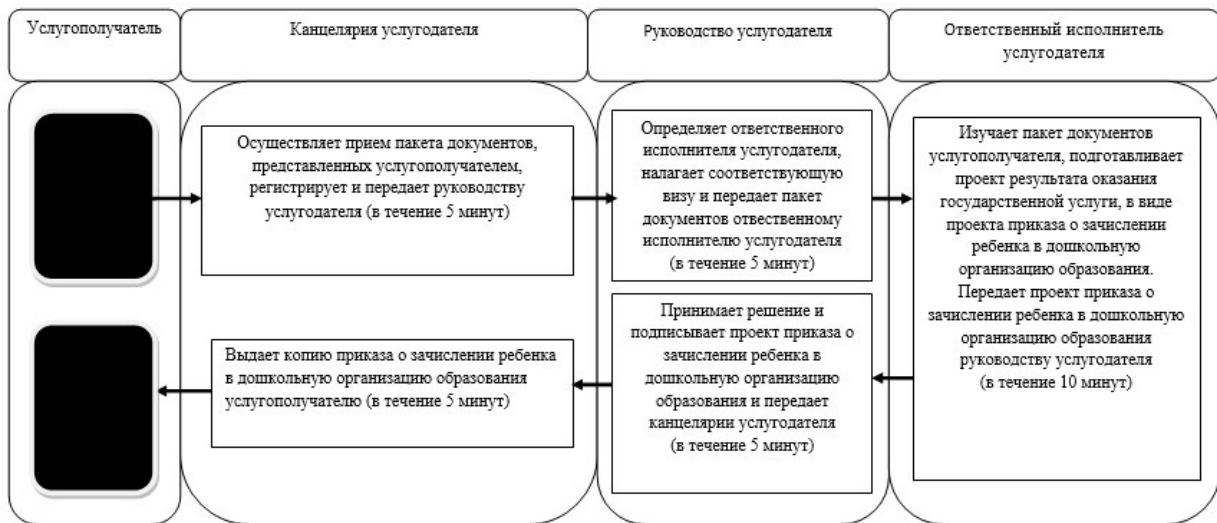 Услугополучатель
Канцелярия услугодателя
Руководство услугодателя
Ответственный исполнитель
услугодателя
Осуществляет прием пакета документов,
представленных услугополучателем,
регистрирует и передает руководству
услугодателя (в течение 5 минут)
Определяет ответственного
исполнителя услугодателя,
налагает соответствующую
визу и передает пакет
документов отвественному
исполнителю услугодателя
(в течение 5 минут)
Изучает пакет документов
услугополучателя, подготавливает
проект результата оказания
государственной услуги, в виде
проекта приказа о зачислении
ребенка в дошкольную
организацию образования.
Передает проект приказа о
зачислении ребенка в дошкольную
организацию образования
руководству услугодателя
(в течение 10 минут)
Принимает решение и
подписывает проект приказа о
зачислении ребенка в
дошкольную организацию
образования и передает
канцелярии услугодателя
(в течение 5 минут)
Выдает копию приказа о зачислении ребенка
в дошкольную организацию образования
услугополучателю (в течение 5 минут)